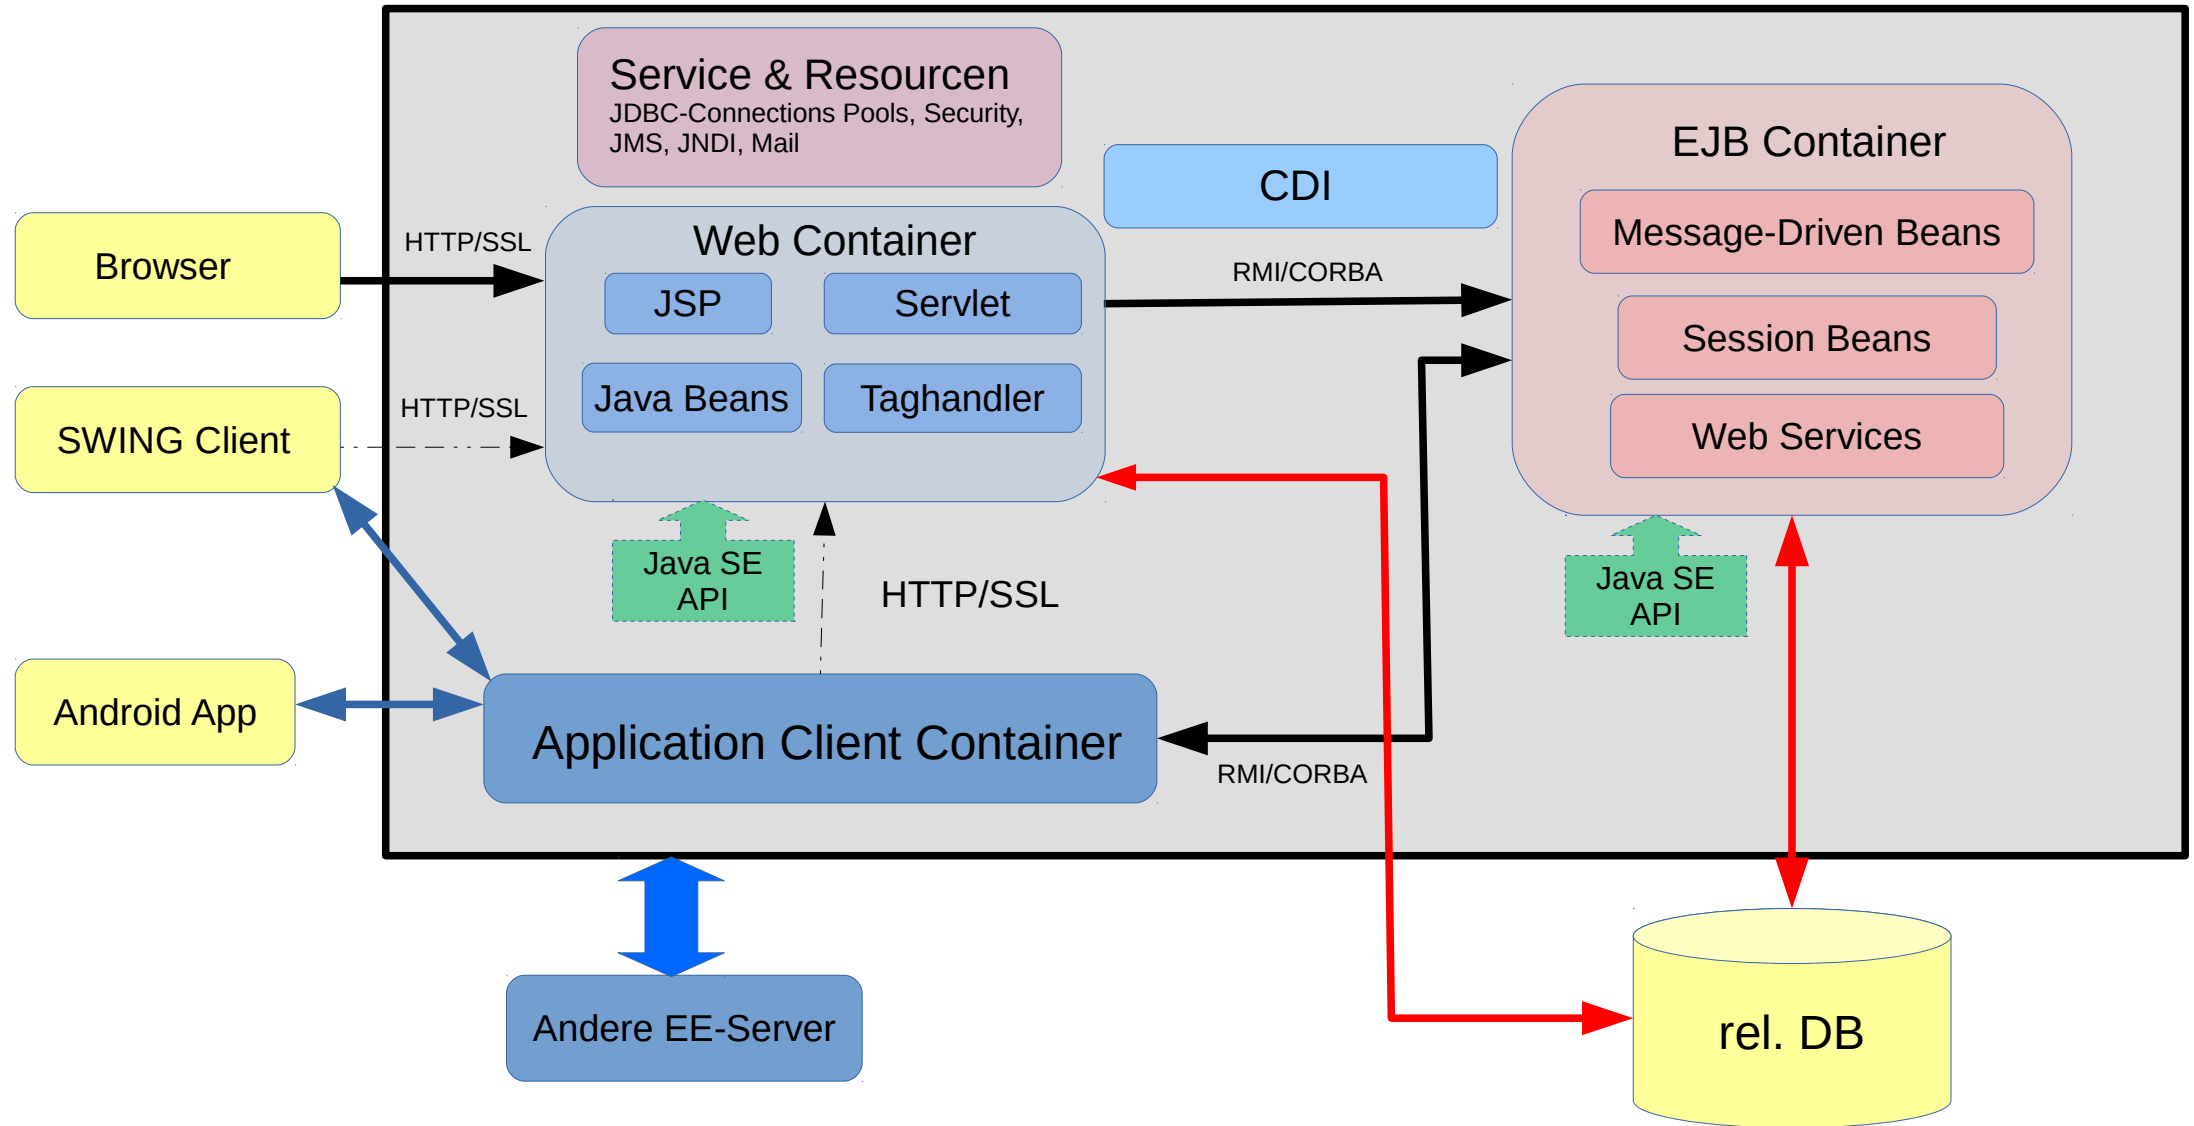 Service & Resourcen
JDBC-Connections Pools, Security,
JMS, JNDI, Mail
EJB Container
CDI
Message-Driven Beans
Session Beans
Web Services
Browser
HTTP/SSL
Web Container
JSP
Servlet
Java Beans
Taghandler
RMI/CORBA
SWING Client
HTTP/SSL
Java SE
API
HTTP/SSL
Java SE
API
Android App
Application Client Container
RMI/CORBA
Andere EE-Server
rel. DB